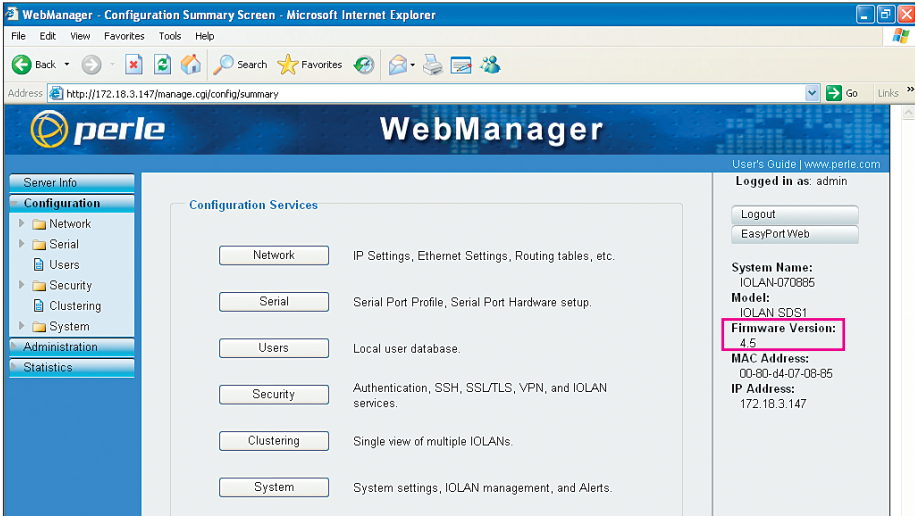 WebManager - Configuration Summary Screen - Microsoft Internet Explorer
File Edit View Favorites Tools Help
Back Search Favorites
Address http://172.18.3.147/manage.cgi/config/summary Go Links »
perle WebManager
User's Guide | www.perle.com
Server Info
Configuration
Network
Serial
Users
Security
Clustering
System
Administration
Statistics
Configuration Services
Network IP Settings, Ethernet Settings, Routing tables, etc.
Serial Serial Port Profile, Serial Port Hardware setup.
Users Local user database.
Security Authentication, SSH, SSL/TLS, VPN, and IOLAN
services.
Clustering Single view of multiple IOLANs.
System System settings, IOLAN management, and Alerts.
Logged in as: admin
Logout
EasyPort Web
System Name:
IOLAN-070885
Model:
IOLAN SDS1
Firmware Version:
4.5
MAC Address:
00-80-d4-07-08-85
IP Address:
172.18.3.147